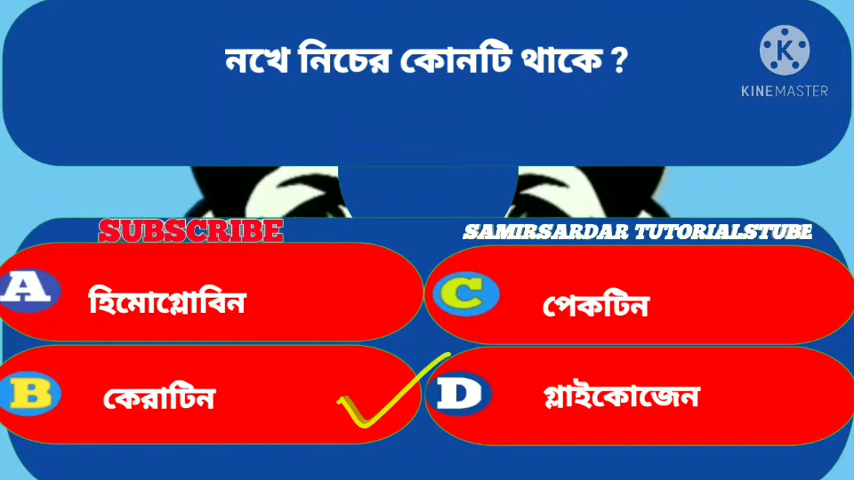 নখে নিচের কোনটি থাকে ?
KINEMASTER
SUBSCRIBE
SAMIRSARDAR TUTORIALSTUBE
A হিমোগ্লোবিন
C পেকটিন
B কেরাটিন
D গ্লাইকোজেন